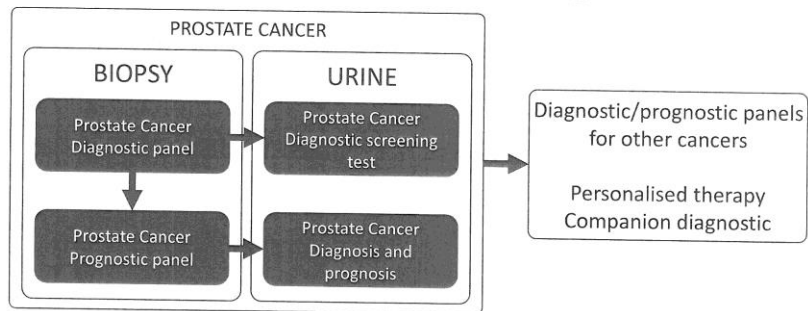 PROSTATE CANCER
BIOPSY
Prostate Cancer
Diagnostic panel
Prostate Cancer
Prognostic panel
URINE
Prostate Cancer
Diagnostic screening
test
Prostate Cancer
Diagnosis and
prognosis
Diagnostic/prognostic panels
for other cancers
Personalised therapy
Companion diagnostic